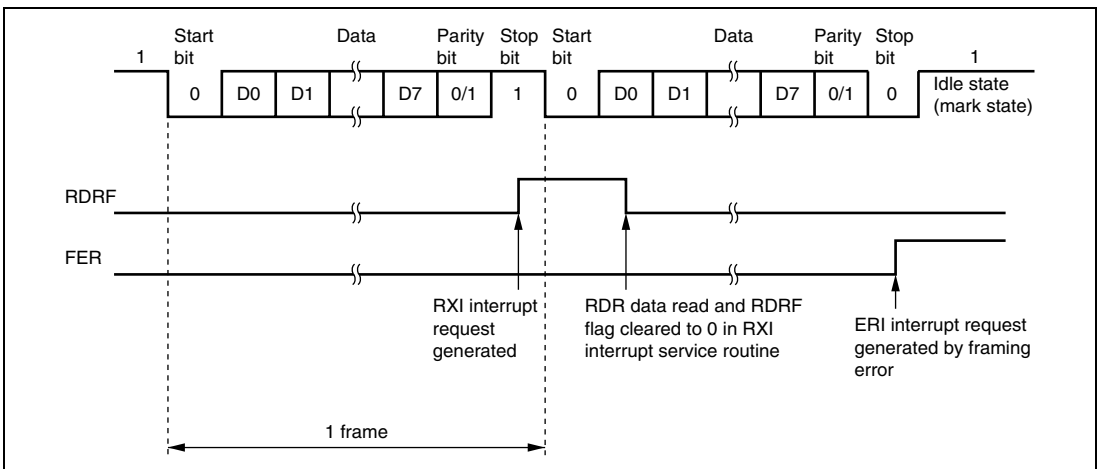 Start Data Parity Stop Start Data Parity Stop
1 bit bit bit bit bit bit 1
0 D0 D1 D7 0/1 1 0 D0 D1 D7 0/1 0 Idle state
(mark state)
RDRF
FER
RXI interrupt
request
generated
RDR data read and RDRF
flag cleared to 0 in RXI
interrupt service routine
ERI interrupt request
generated by framing
error
1 frame